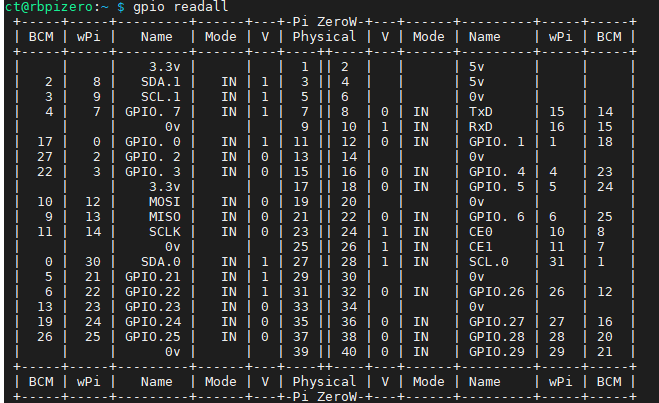 ct@rbpizero:~ $ gpio readall
 +-----+-----+---------+------+---+-Pi ZeroW-+---+------+---------+-----+-----+
 | BCM | wPi |   Name  | Mode | V | Physical | V | Mode | Name    | wPi | BCM |
 +-----+-----+---------+------+---+----++----+---+------+---------+-----+-----+
 |     |     |    3.3v |      |   |  1 || 2  |   |      | 5v      |     |     |
 |   2 |   8 |   SDA.1 |   IN | 1 |  3 || 4  |   |      | 5v      |     |     |
 |   3 |   9 |   SCL.1 |   IN | 1 |  5 || 6  |   |      | 0v      |     |     |
 |   4 |   7 | GPIO. 7 |   IN | 1 |  7 || 8  | 0 | IN   | TxD     | 15  | 14  |
 |     |     |      0v |      |   |  9 || 10 | 1 | IN   | RxD     | 16  | 15  |
 |  17 |   0 | GPIO. 0 |   IN | 1 | 11 || 12 | 0 | IN   | GPIO. 1 | 1   | 18  |
 |  27 |   2 | GPIO. 2 |   IN | 0 | 13 || 14 |   |      | 0v      |     |     |
 |  22 |   3 | GPIO. 3 |   IN | 0 | 15 || 16 | 0 | IN   | GPIO. 4 | 4   | 23  |
 |     |     |    3.3v |      |   | 17 || 18 | 0 | IN   | GPIO. 5 | 5   | 24  |
 |  10 |  12 |    MOSI |   IN | 0 | 19 || 20 |   |      | 0v      |     |     |
 |   9 |  13 |    MISO |   IN | 0 | 21 || 22 | 0 | IN   | GPIO. 6 | 6   | 25  |
 |  11 |  14 |    SCLK |   IN | 0 | 23 || 24 | 1 | IN   | CE0     | 10  | 8   |
 |     |     |      0v |      |   | 25 || 26 | 1 | IN   | CE1     | 11  | 7   |
 |   0 |  30 |   SDA.0 |   IN | 1 | 27 || 28 | 1 | IN   | SCL.0   | 31  | 1   |
 |   5 |  21 | GPIO.21 |   IN | 1 | 29 || 30 |   |      | 0v      |     |     |
 |   6 |  22 | GPIO.22 |   IN | 1 | 31 || 32 | 0 | IN   | GPIO.26 | 26  | 12  |
 |  13 |  23 | GPIO.23 |   IN | 0 | 33 || 34 |   |      | 0v      |     |     |
 |  19 |  24 | GPIO.24 |   IN | 0 | 35 || 36 | 0 | IN   | GPIO.27 | 27  | 16  |
 |  26 |  25 | GPIO.25 |   IN | 0 | 37 || 38 | 0 | IN   | GPIO.28 | 28  | 20  |
 |     |     |      0v |      |   | 39 || 40 | 0 | IN   | GPIO.29 | 29  | 21  |
 +-----+-----+---------+------+---+----++----+---+------+---------+-----+-----+
 | BCM | wPi |   Name  | Mode | V | Physical | V | Mode | Name    | wPi | BCM |
 +-----+-----+---------+------+---+-Pi ZeroW-+---+------+---------+-----+-----+